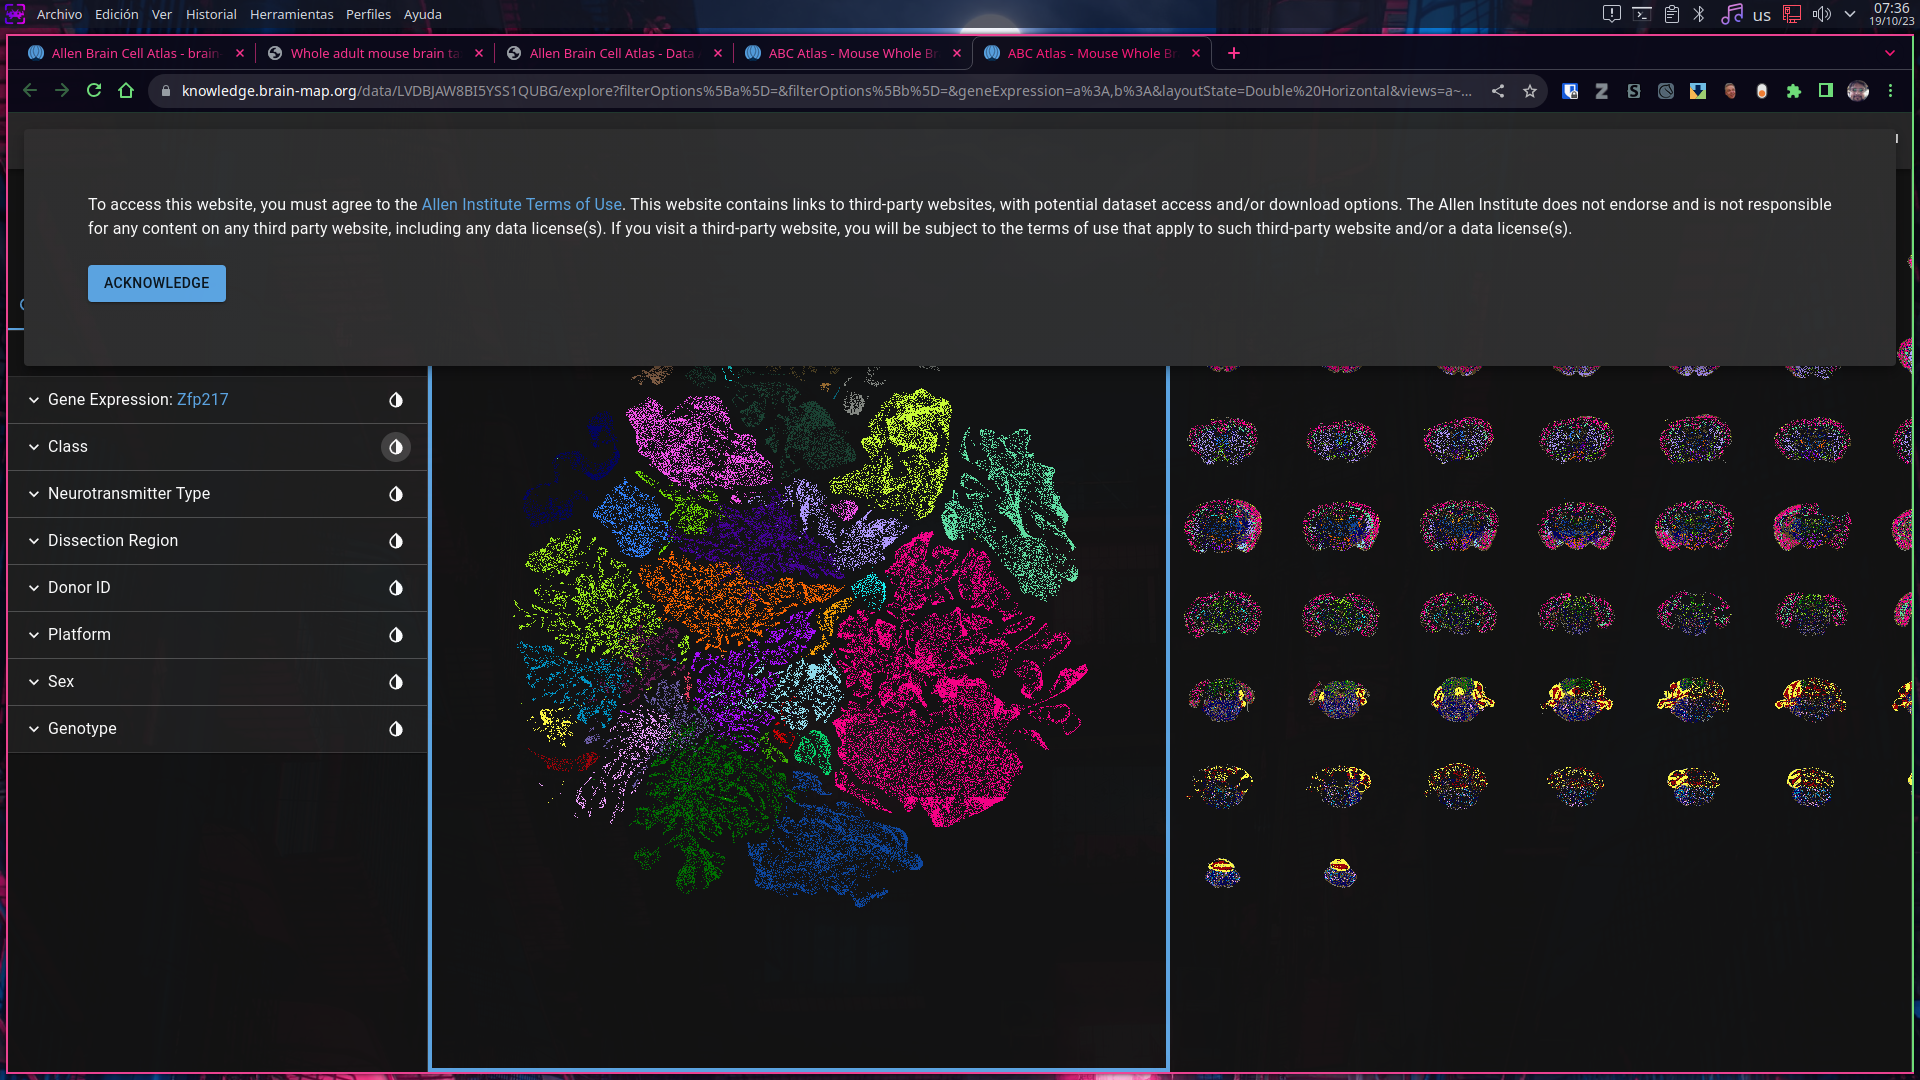 Archivo Edición Ver Historial Herramientas Perfiles Ayuda
us
07:36
19/10/23
Allen Brain Cell Atlas - brain-
Whole adult mouse brain ta
Allen Brain Cell Atlas - Data
ABC Atlas - Mouse Whole Br
ABC Atlas - Mouse Whole Br
knowledge.brain-map.org/data/LVDBJAW8BI5YSS1QUBG/explore?filterOptions%5Ba%5D=&filterOptions%5Bb%5D=&geneExpression=a%3A,b%3A&layoutState=Double%20Horizontal&views=a~...
To access this website, you must agree to the Allen Institute Terms of Use. This website contains links to third-party websites, with potential dataset access and/or download options. The Allen Institute does not endorse and is not responsible
for any content on any third party website, including any data license(s). If you visit a third-party website, you will be subject to the terms of use that apply to such third-party website and/or a data license(s).
ACKNOWLEDGE
Gene Expression: Zfp217
Class
Neurotransmitter Type
Dissection Region
Donor ID
Platform
Sex
Genotype